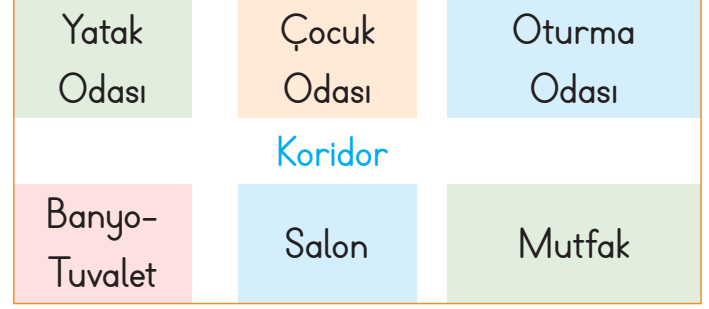 Yatak
Odası
Çocuk
Odası
Oturma
Odası
Koridor
Banyo-
Tuvalet
Salon
Mutfak